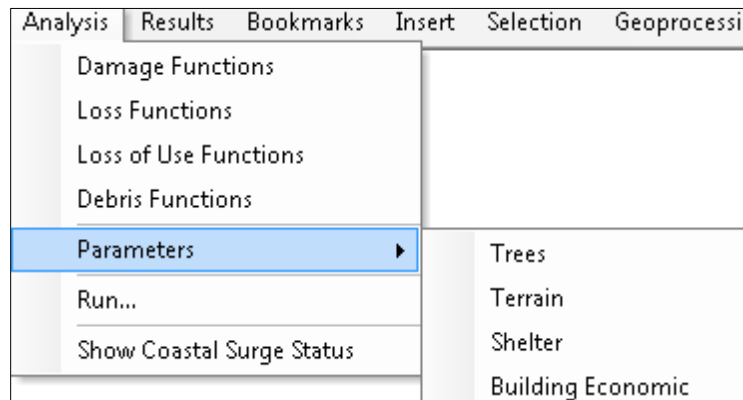 Analysis Results Bookmarks Insert Selection Geoprocessi
Damage Functions
Loss Functions
Loss of Use Functions
Debris Functions
Parameters
Run...
Show Coastal Surge Status
Trees
Terrain
Shelter
Building Economic